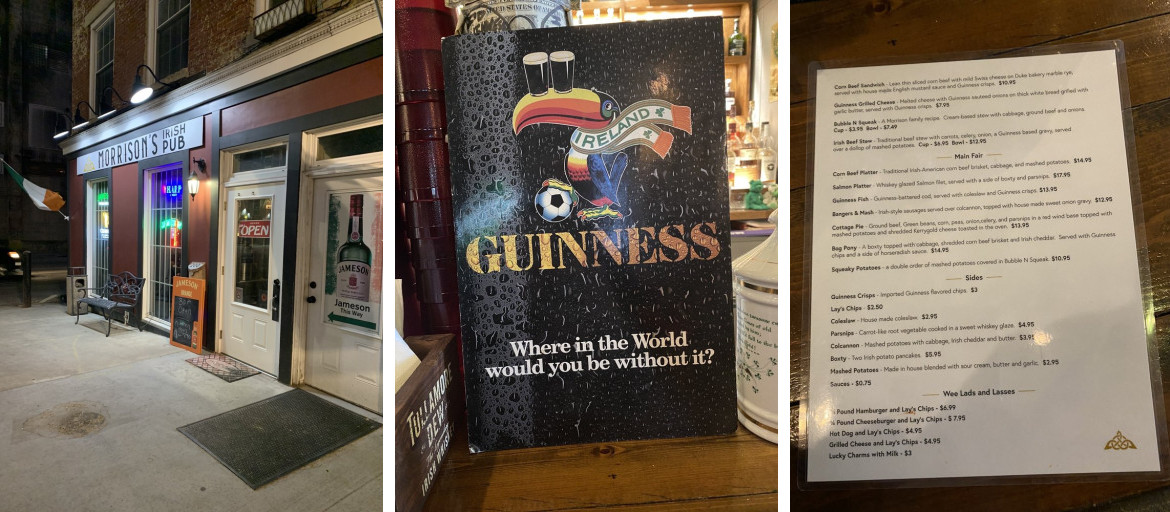 MORRISON'S IRISH
PUB
OPEN
JAMESON
JAMESON
Jameson
This Way
UNITED STATES OF
IRELAND
GUINNESS
Where in the World
would you be without it?
TULLAMORE
DEW
IRISH WHISKEY
Corn Beef Sandwich - Lean thin sliced corn beef with mild Swiss cheese on Duke bakery marble rye,
served with house maple English mustard sauce and Guinness crisps. $10.95
Guinness Grilled Cheese - Melted cheese with Guinness sauteed onions on thick white bread grilled with
garlic butter, served with Guinness crisps. $7.95
Bubble N Squeak - A Morrison family recipe. Cream-based stew with cabbage, ground beef and onions.
Cup - $3.95 Bowl - $7.49
Irish Beef Stew - Traditional beef stew with carrots, celery, onion, a Guinness based gravy, served
over a dollop of mashed potatoes. Cup - $6.95 Bowl - $12.95
Main Fair
Corn Beef Platter - Traditional Irish-American corn beef brisket, cabbage, and mashed potatoes. $14.95
Salmon Platter - Whiskey glazed Salmon filet, served with a side of boxty and parsnips. $17.95
Guinness Fish - Guinness-battered cod, served with coleslaw and Guinness crisps. $13.95
Bangers & Mash - Irish-style sausages served over colcannon, topped with house made sweet onion gravy. $12.95
Cottage Pie - Ground beef, Green beans, corn, peas, onion, celery, and parsnips in a red wine base topped with
mashed potatoes and shredded Kerrygold cheese toasted in the oven. $13.95
Bog Pony - A boxty topped with cabbage, shredded corn beef brisket and Irish cheddar. Served with Guinness
chips and a side of horseradish sauce. $14.95
Squeaky Potatoes - a double order of mashed potatoes covered in Bubble N Squeak. $10.95
Sides
Guinness Crisps - Imported Guinness flavored chips. $3
Lay's Chips - $2.50
Coleslaw - House made coleslaw. $2.95
Parsnips - Carrot-like root vegetable cooked in a sweet whiskey glaze. $4.95
Colcannon - Mashed potatoes with cabbage, Irish cheddar and butter. $3.95
Boxty - Two Irish potato pancakes. $5.95
Mashed Potatoes - Made in house blended with sour cream, butter and garlic. $2.95
Sauces - $0.75
Wee Lads and Lasses
Pound Hamburger and Lay's Chips - $6.99
Pound Cheeseburger and Lay's Chips - $7.95
Hot Dog and Lay's Chips - $4.95
Grilled Cheese and Lay's Chips - $4.95
Lucky Charms with Milk - $3